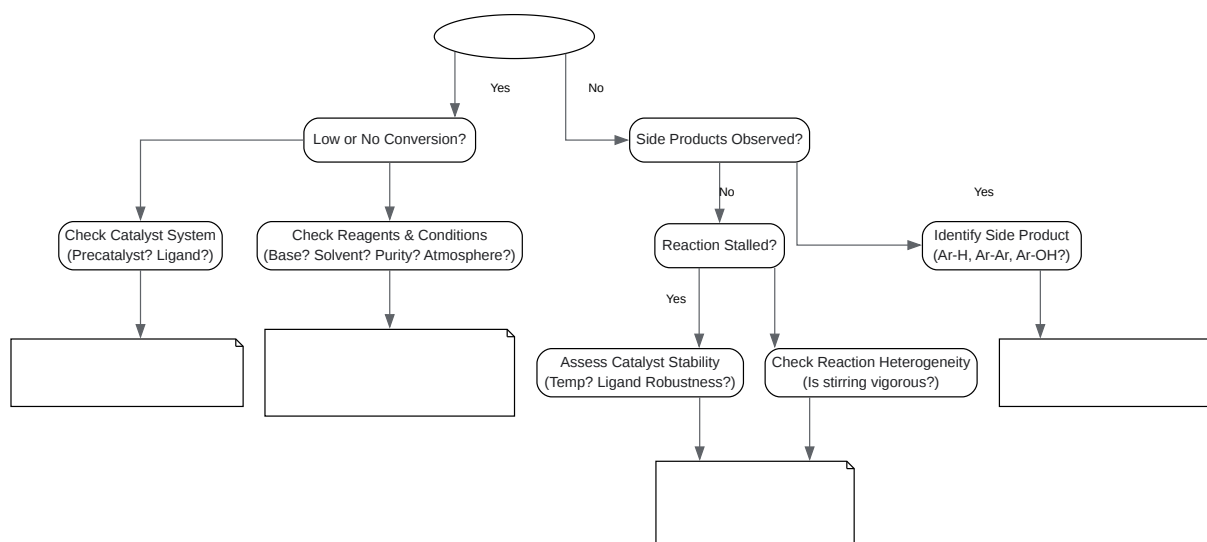 Yes
No
Low or No Conversion?
Side Products Observed?
No
Yes
Check Catalyst System
(Precatalyst? Ligand?)
Check Reagents & Conditions
(Base? Solvent? Purity? Atmosphere?)
Reaction Stalled?
Identify Side Product
(Ar-H, Ar-Ar, Ar-OH?)
Yes
Assess Catalyst Stability
(Temp? Ligand Robustness?)
Check Reaction Heterogeneity
(Is stirring vigorous?)